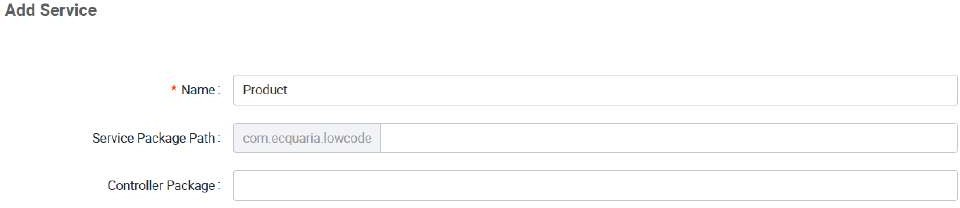 Add Service
* Name :
Product
Service Package Path :
com.ecquaria.lowcode
Controller Package :